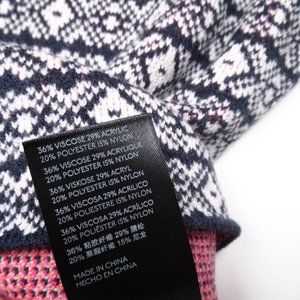 36% VISCOSE 29% ACRYLIC
20% POLYESTER 15% NYLON
36% VISCOSE 29% ACRYLIQUE
20% POLYESTER 15% NYLON
36% VISKOSE 29% ACRYL
20% POLYESTER 15% NYLON
36% VISCOSA 29% ACRILICO
20% POLIESTERE 15% NYLON
36% VISCOSA 29% ACRÍLICO
20% POLIÉSTER 15% NYLON
36% 粘胶纤维 29% 腈纶
20% 聚酯纤维 15% 尼龙
MADE IN CHINA
HECHO EN CHINA